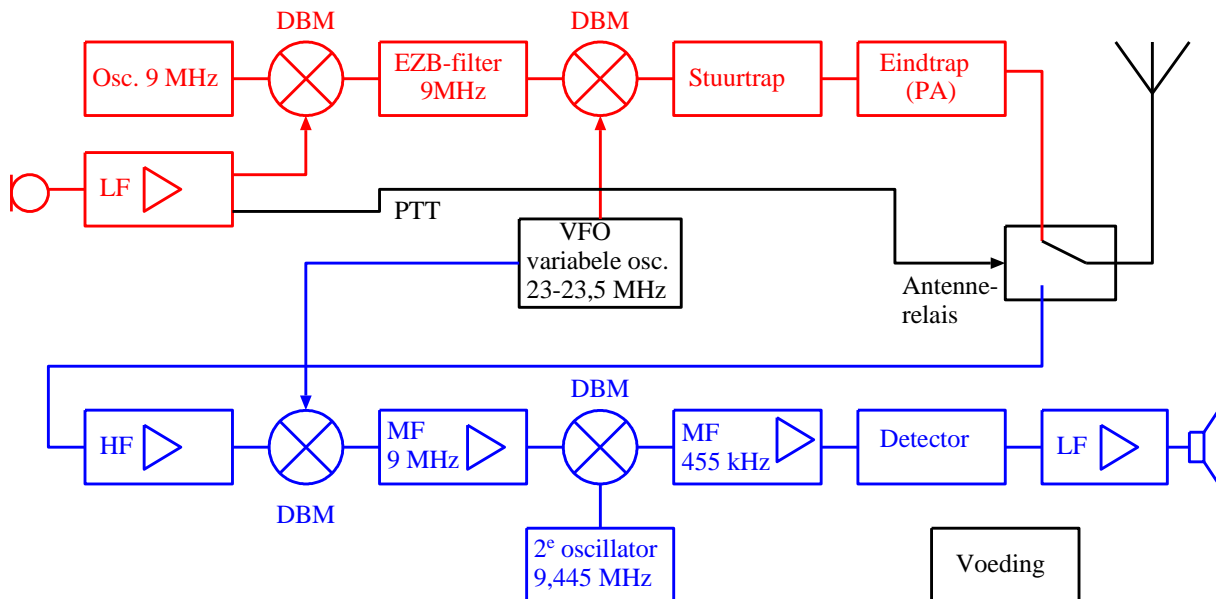 DBM
DBM
Osc. 9 MHz
EZB-filter
9MHz
Stuurtrap
Eindtrap
(PA)
LF
PTT
VFO
variabele osc.
23-23,5 MHz
Antenne-
relais
DBM
HF
MF
9 MHz
MF
455 kHz
Detector
LF
DBM
2e oscillator
9,445 MHz
Voeding